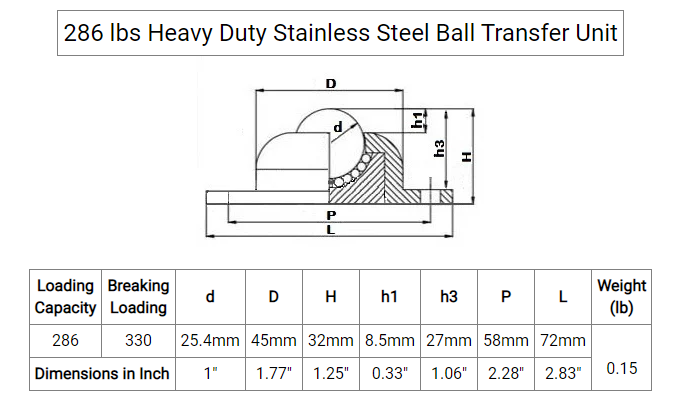 286 lbs Heavy Duty Stainless Steel Ball Transfer Unit
D
d
h1
h3
H
P
L
Loading Capacity Breaking Loading d D H h1 h3 P L Weight (lb)
286 330 25.4mm 45mm 32mm 8.5mm 27mm 58mm 72mm 0.15
Dimensions in Inch 1" 1.77" 1.25" 0.33" 1.06" 2.28" 2.83"